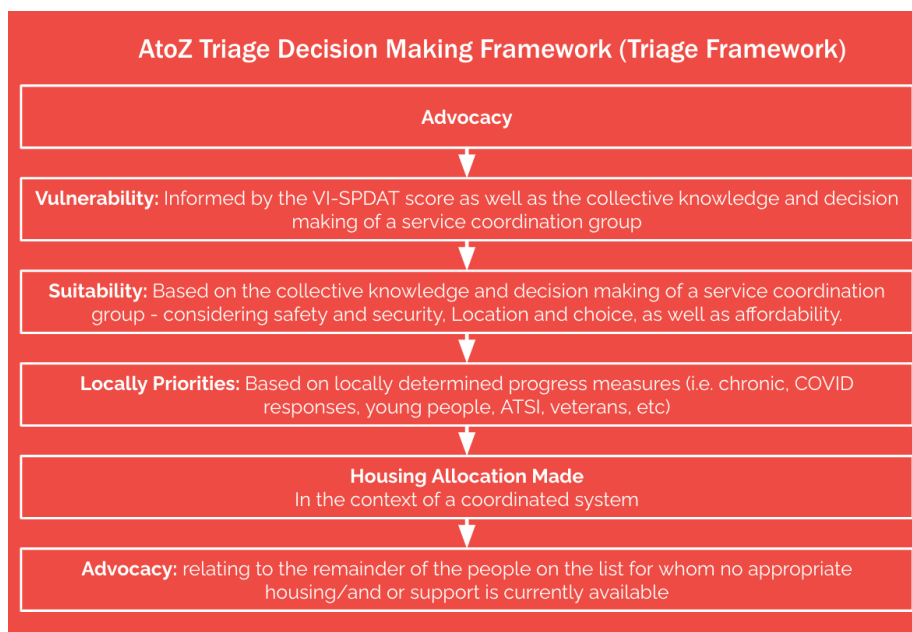 AtoZ Triage Decision Making Framework (Triage Framework)
Advocacy
Vulnerability: Informed by the VI-SPDAT score as well as the collective knowledge and decision
making of a service coordination group
Suitability: Based on the collective knowledge and decision making of a service coordination
group - considering safety and security, Location and choice, as well as affordability.
Locally Priorities: Based on locally determined progress measures (i.e. chronic, COVID
responses, young people, ATSI, veterans, etc)
Housing Allocation Made
In the context of a coordinated system
Advocacy: relating to the remainder of the people on the list for whom no appropriate
housing/and or support is currently available